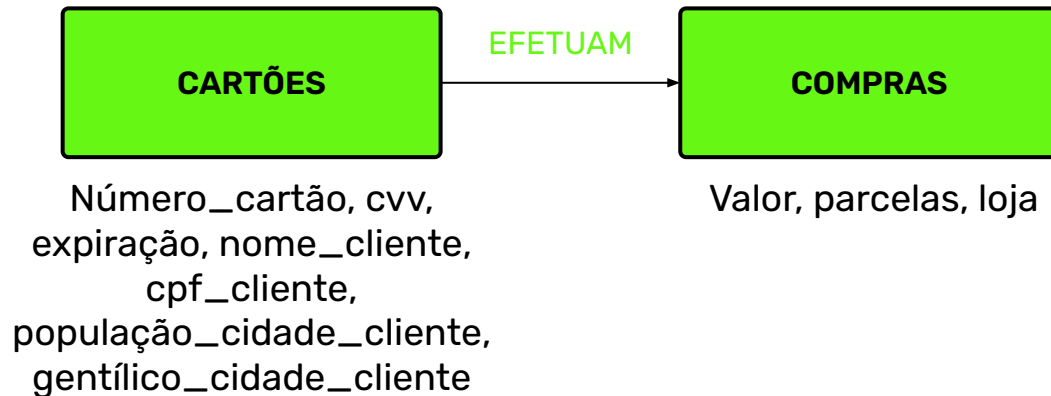 EFETUAM
CARTÕES
COMPRAS
Número_cartão, cvv,
expiração, nome_cliente,
cpf_cliente,
população_cidade_cliente,
gentílico_cidade_cliente
Valor, parcelas, loja